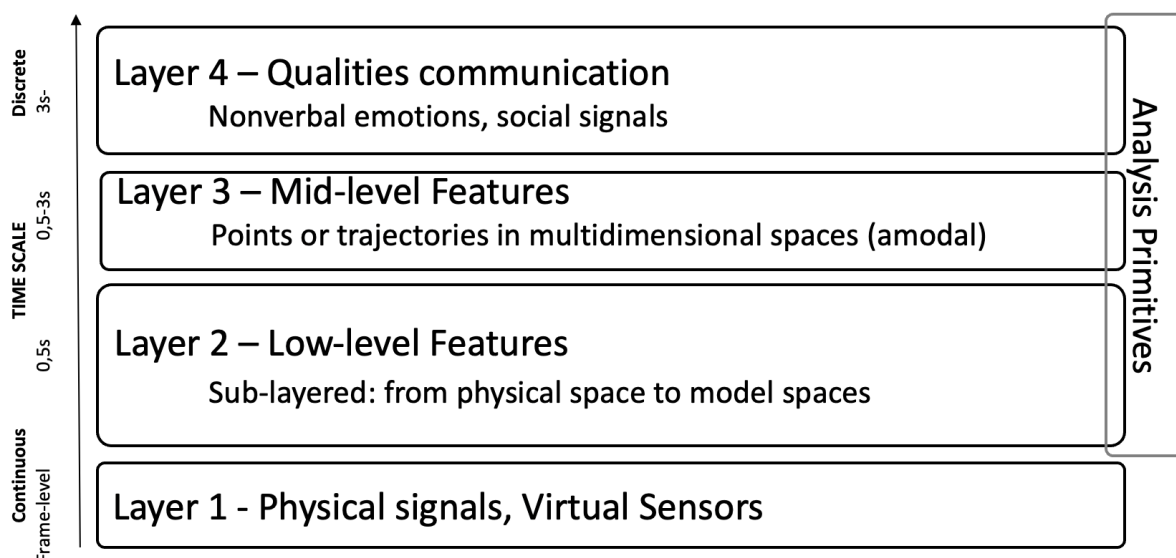 Layer 4 – Qualities communication
Nonverbal emotions, social signals
Layer 3 – Mid-level Features
Points or trajectories in multidimensional spaces (amodal)
Layer 2 – Low-level Features
Sub-layered: from physical space to model spaces
Layer 1 - Physical signals, Virtual Sensors
Discrete
3s-
TIME SCALE
0,5-3s
0,5s
Continuous
Frame-level
Analysis Primitives